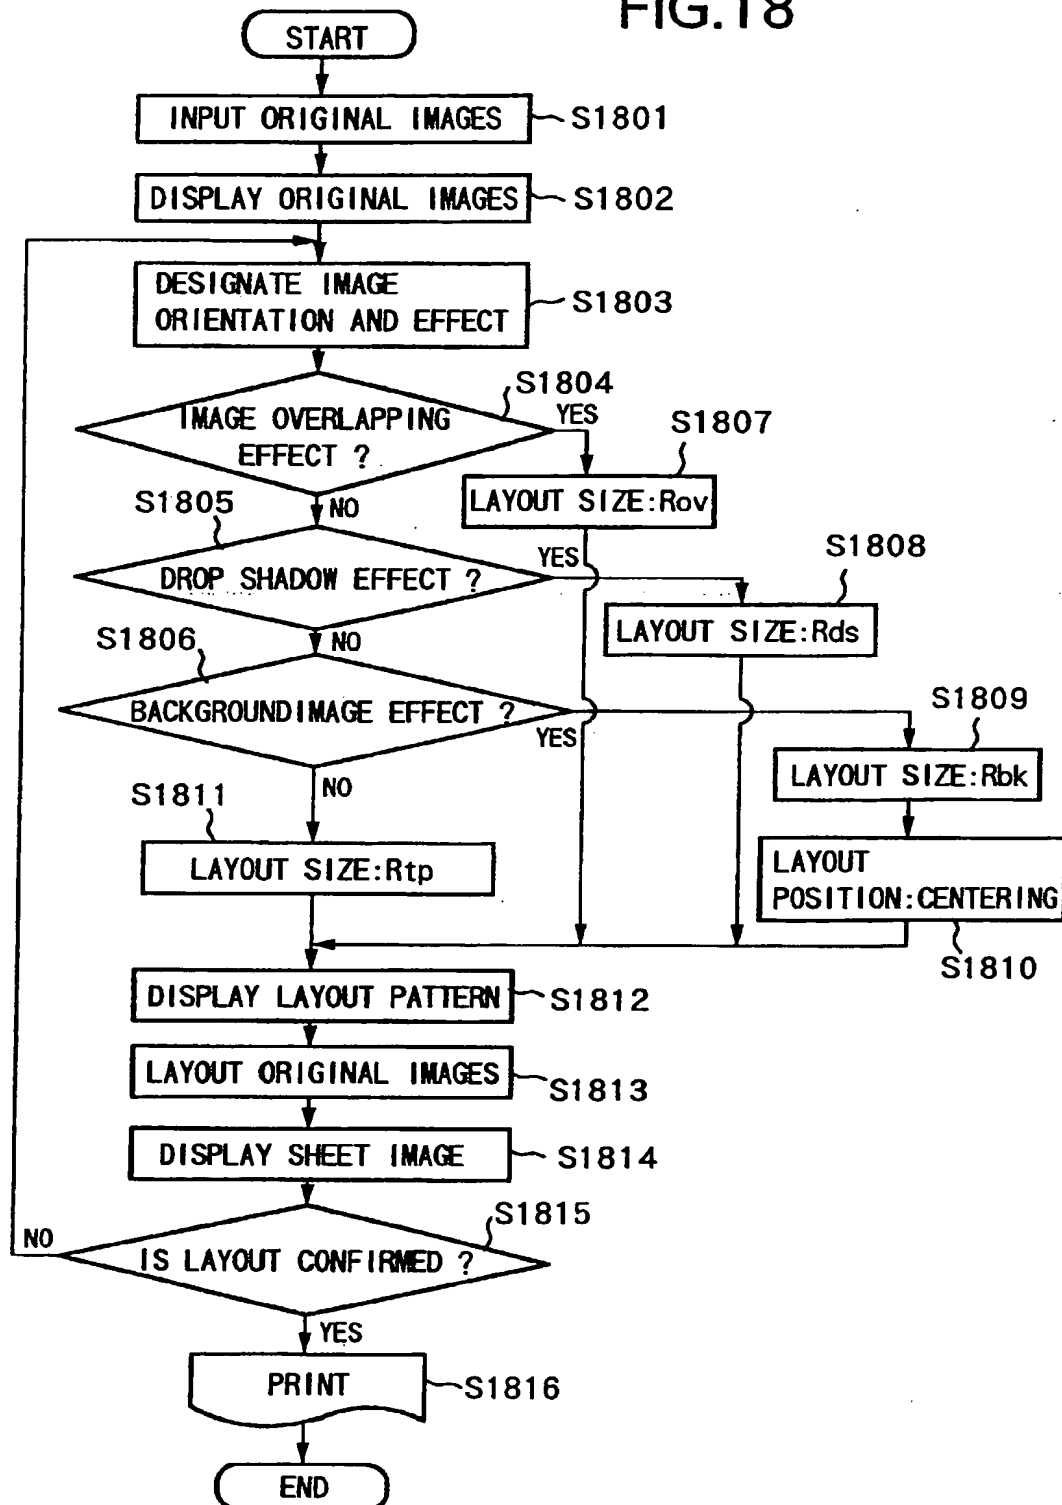 FIG.18
START
INPUT ORIGINAL IMAGES
S1801
DISPLAY ORIGINAL IMAGES
S1802
DESIGNATE IMAGE
ORIENTATION AND EFFECT
S1803
S1804
IMAGE OVERLAPPING
EFFECT ?
YES
S1807
LAYOUT SIZE:Rov
NO
S1805
DROP SHADOW EFFECT ?
YES
S1808
LAYOUT SIZE:Rds
NO
S1806
BACKGROUND IMAGE EFFECT ?
YES
S1809
LAYOUT SIZE:Rbk
LAYOUT
POSITION:CENTERING
S1810
NO
S1811
LAYOUT SIZE:Rtp
DISPLAY LAYOUT PATTERN
S1812
LAYOUT ORIGINAL IMAGES
S1813
DISPLAY SHEET IMAGE
S1814
S1815
IS LAYOUT CONFIRMED ?
NO
YES
PRINT
S1816
END